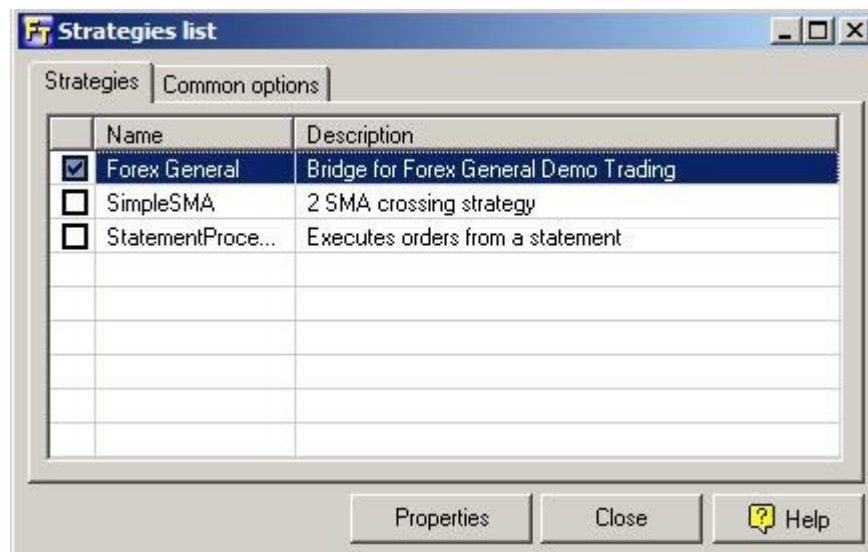 FT Strategies list
Strategies Common options
Name Description
Forex General Bridge for Forex General Demo Trading
SimpleSMA 2 SMA crossing strategy
StatementProce... Executes orders from a statement
Properties Close ? Help